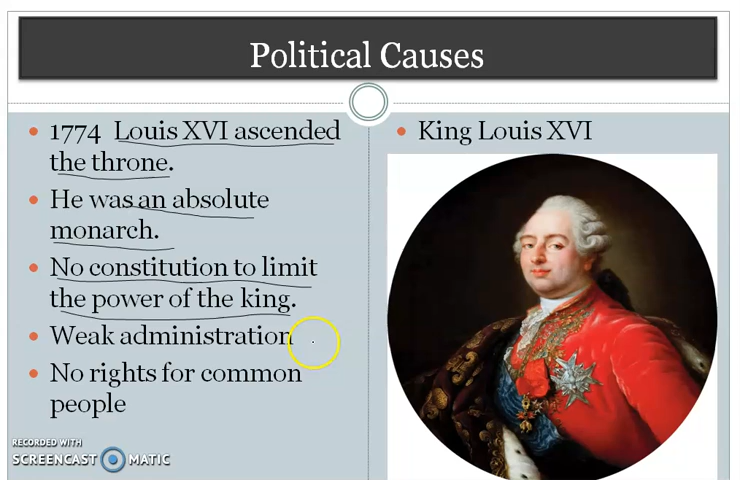 Political Causes
1774 Louis XVI ascended
the throne.
He was an absolute
monarch.
No constitution to limit
the power of the king.
Weak administration
No rights for common
people
King Louis XVI
RECORDED WITH
SCREENCAST MATIC